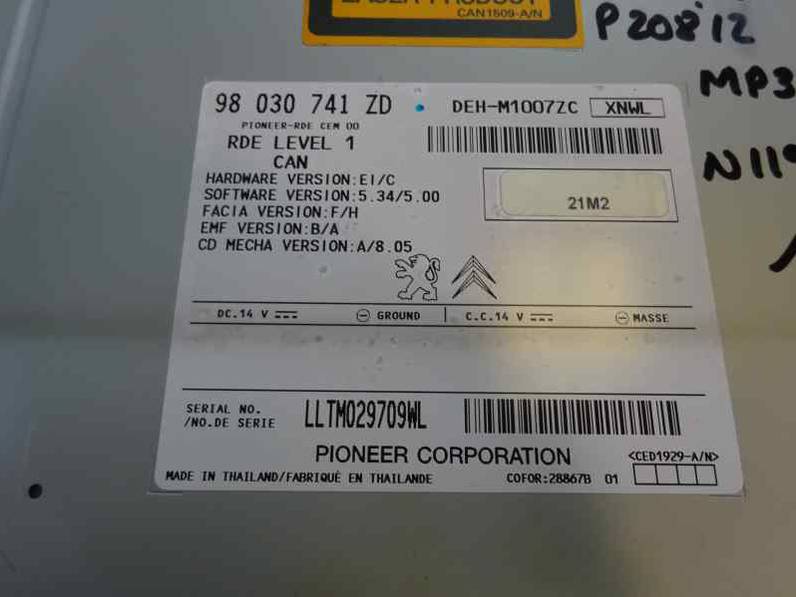 LASER PRODUCT
CAN1809-A/N
P208'12
MP3
98 030 741 ZD
DEH-M1007ZC XNWL
PIONEER-RDE CEM 00
RDE LEVEL 1
CAN
HARDWARE VERSION:EI/C
SOFTWARE VERSION:5.34/5.00
21M2
FACIA VERSION:F/H
EMF VERSION:B/A
CD MECHA VERSION:A/8.05
DC.14 V GROUND C.C.14 V MASSE
SERIAL NO.
/NO.DE SERIE LLTM029709WL
PIONEER CORPORATION
<CED1929-A/N>
MADE IN THAILAND/FABRIQUÉ EN THAILANDE COFOR:28867B 01